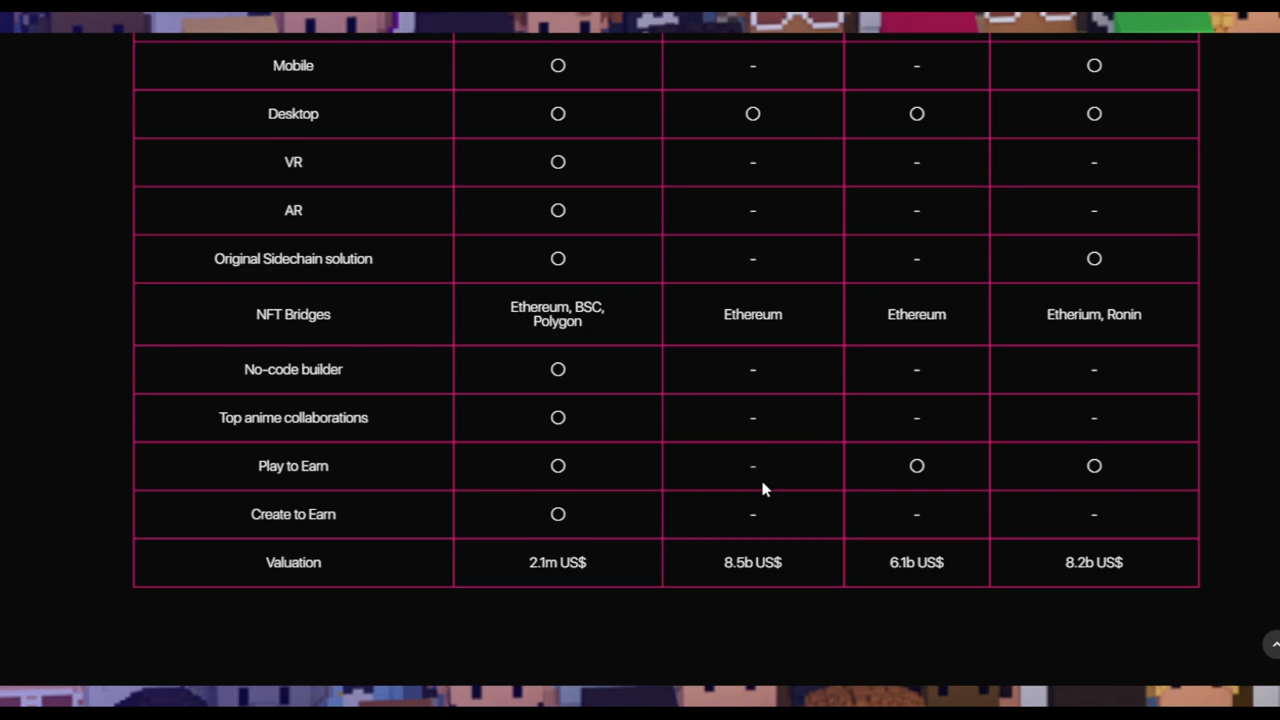 Mobile ○ - - ○
Desktop ○ ○ ○ ○
VR ○ - - -
AR ○ - - -
Original Sidechain solution ○ - - ○
NFT Bridges Ethereum, BSC, Ethereum Ethereum Etherium, Ronin
Polygon
No-code builder ○ - - -
Top anime collaborations ○ - - -
Play to Earn ○ - ○ ○
Create to Earn ○ - - -
Valuation 2.1m US$ 8.5b US$ 6.1b US$ 8.2b US$